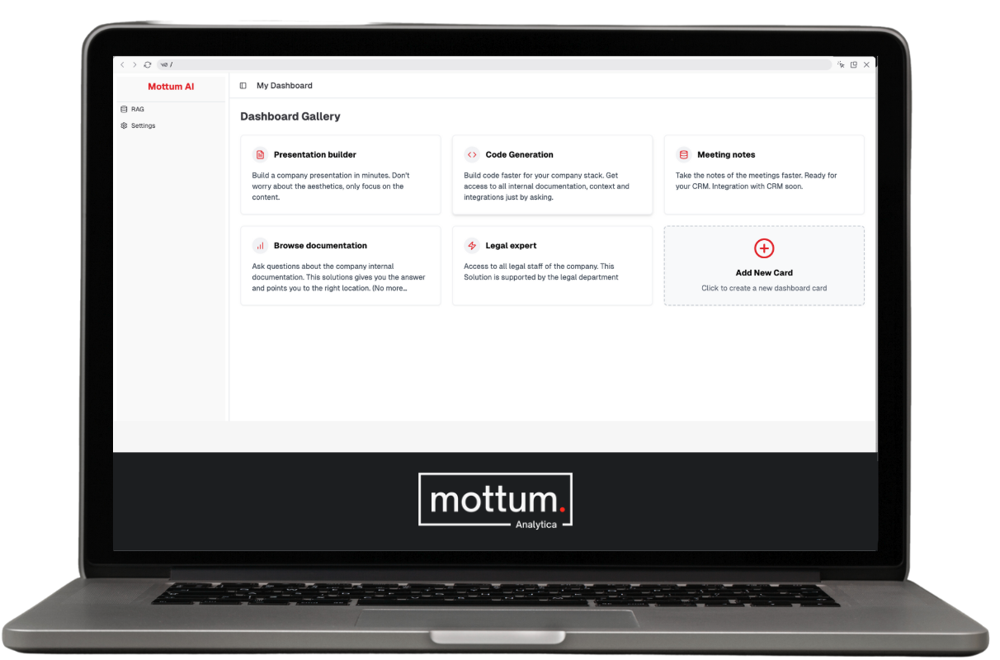 v0 /
Mottum AI
My Dashboard
RAG
Settings
Dashboard Gallery
Presentation builder
Build a company presentation in minutes. Don't
worry about the aesthetics, only focus on the
content.
Code Generation
Build code faster for your company stack. Get
access to all internal documentation, context and
integrations just by asking.
Meeting notes
Take the notes of the meetings faster. Ready for
your CRM. Integration with CRM soon.
Browse documentation
Ask questions about the company internal
documentation. This solutions gives you the answer
and points you to the right location. (No more...
Legal expert
Access to all legal staff of the company. This
Solution is supported by the legal department
Add New Card
Click to create a new dashboard card
mottum.
Analytica